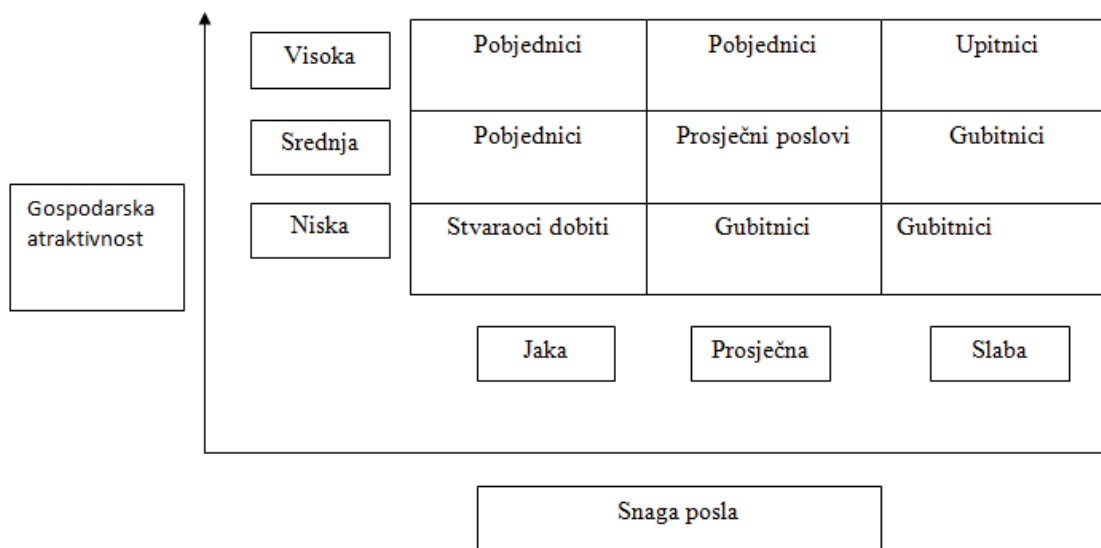 Visoka
Pobjednici
Pobjednici
Upitnici
Srednja
Pobjednici
Prosječni poslovi
Gubitnici
Gospodarska
atraktivnost
Niska
Stvaraoci dobiti
Gubitnici
Gubitnici
Jaka
Prosječna
Slaba
Snaga posla